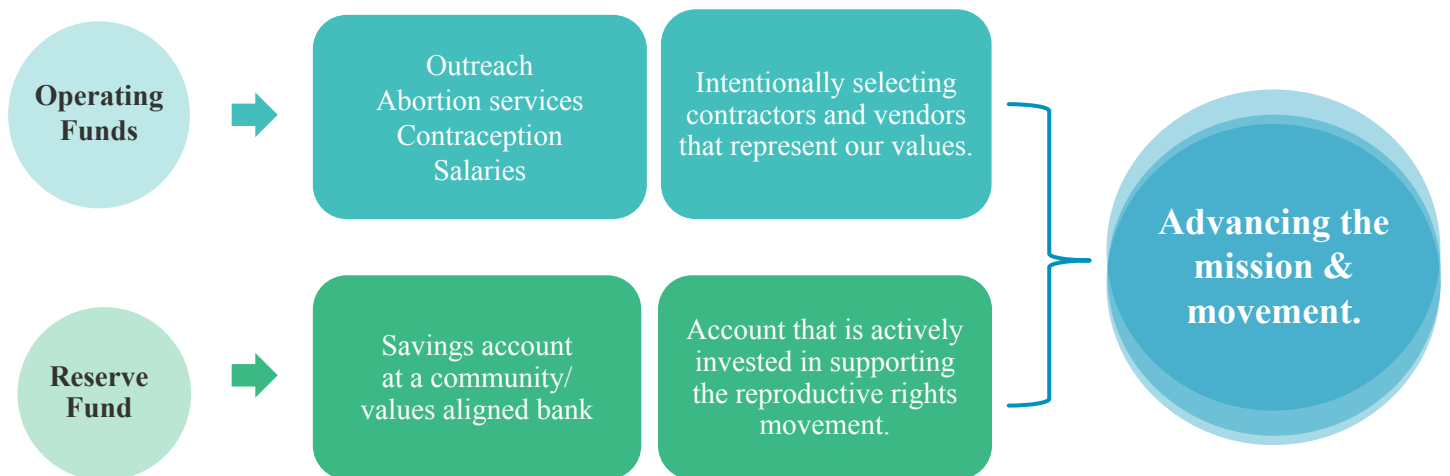 Operating
Funds
Outreach
Abortion services
Contraception
Salaries
Intentionally selecting
contractors and vendors
that represent our values.
Reserve
Fund
Savings account
at a community/
values aligned bank
Account that is actively
invested in supporting
the reproductive rights
movement.
Advancing the
mission &
movement.